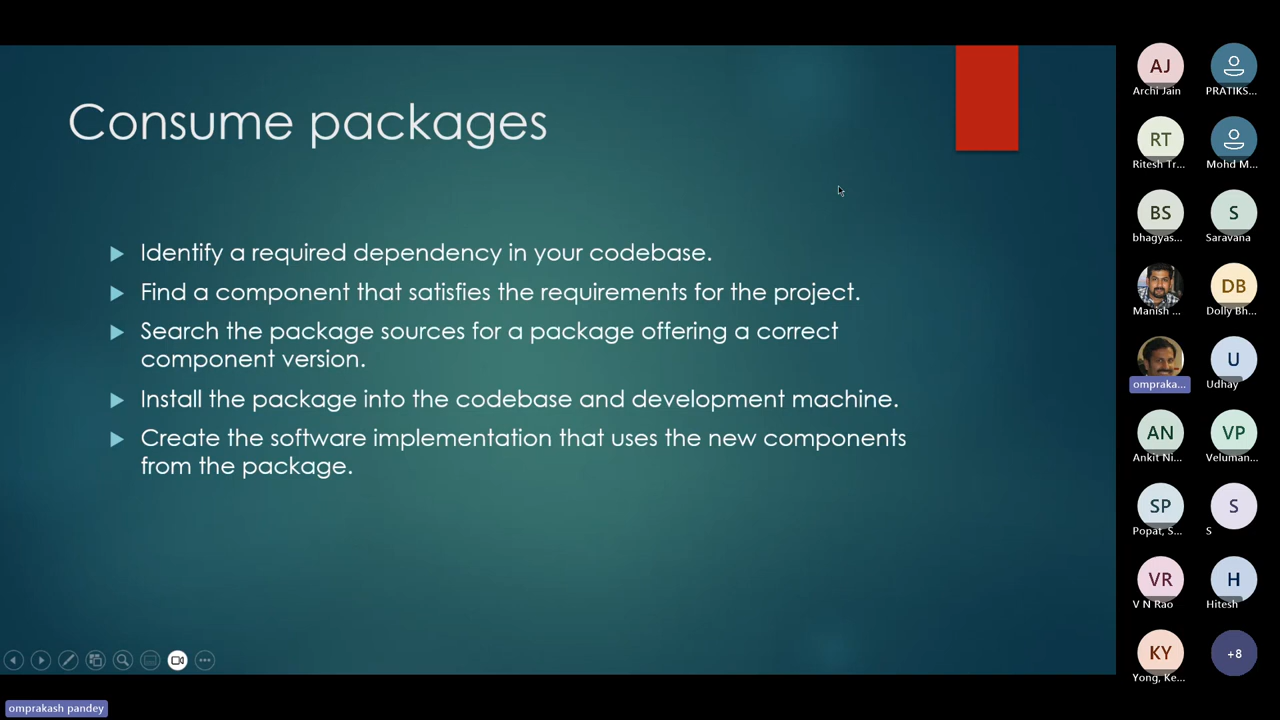 Consume packages
Identify a required dependency in your codebase.
Find a component that satisfies the requirements for the project.
Search the package sources for a package offering a correct
component version.
Install the package into the codebase and development machine.
Create the software implementation that uses the new components
from the package.
omprakash pandey
AJ
Archi Jain
PRATIKS...
RT
Ritesh Tr...
Mohd M...
BS
bhagyas...
S
Saravana
Manish ...
DB
Dolly Bh...
ompraka...
U
Udhay
AN
Ankit Ni...
VP
Veluman...
SP
Popat, S...
S
S
VR
V N Rao
H
Hitesh
KY
Yong, Ke...
+8